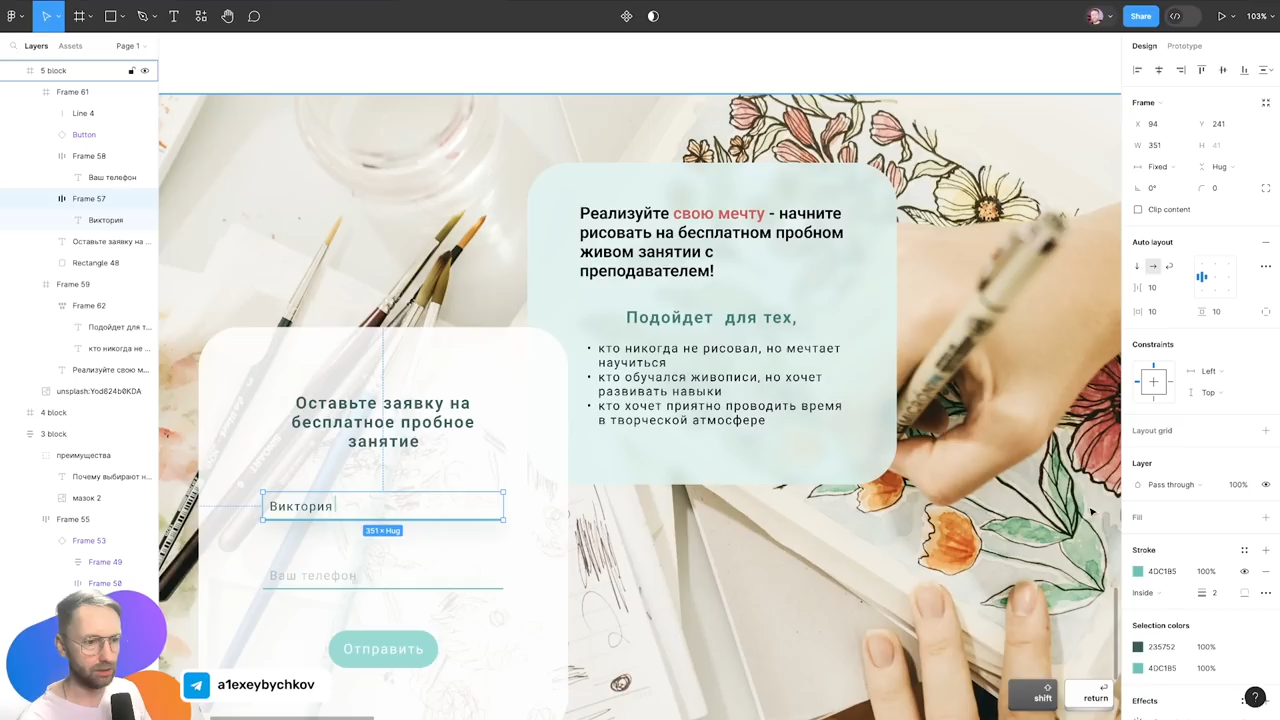 Share
103%
Layers
Assets
Page 1
5 block
Frame 61
Line 4
Button
Frame 58
Ваш телефон
Frame 57
Виктория
Оставьте заявку на ...
Rectangle 48
Frame 59
Frame 62
Подойдет для т...
кто никогда не ...
Реализуйте свою м...
unsplash:Yod824b0KDA
4 block
3 block
преимущества
Почему выбирают н...
мазок 2
Frame 55
Frame 53
Frame 49
Frame 50
Реализуйте свою мечту - начните
рисовать на бесплатном пробном
живом занятии с
преподавателем!
Подойдет для тех,
• кто никогда не рисовал, но мечтает
научиться
• кто обучался живописи, но хочет
развивать навыки
• кто хочет приятно проводить время
в творческой атмосфере
Оставьте заявку на
бесплатное пробное
занятие
Виктория
351 × Hug
Ваш телефон
Отправить
a1exeybychkov
shift
return
Design
Prototype
Frame
X 94
Y 241
W 351
H 41
Fixed
Hug
0°
0
Clip content
Auto layout
10
10
10
Constraints
Left
Top
Layout grid
Layer
Pass through
100%
Fill
Stroke
4DC1B5
100%
Inside
2
Selection colors
235752
100%
4DC1B5
100%
Effects
?